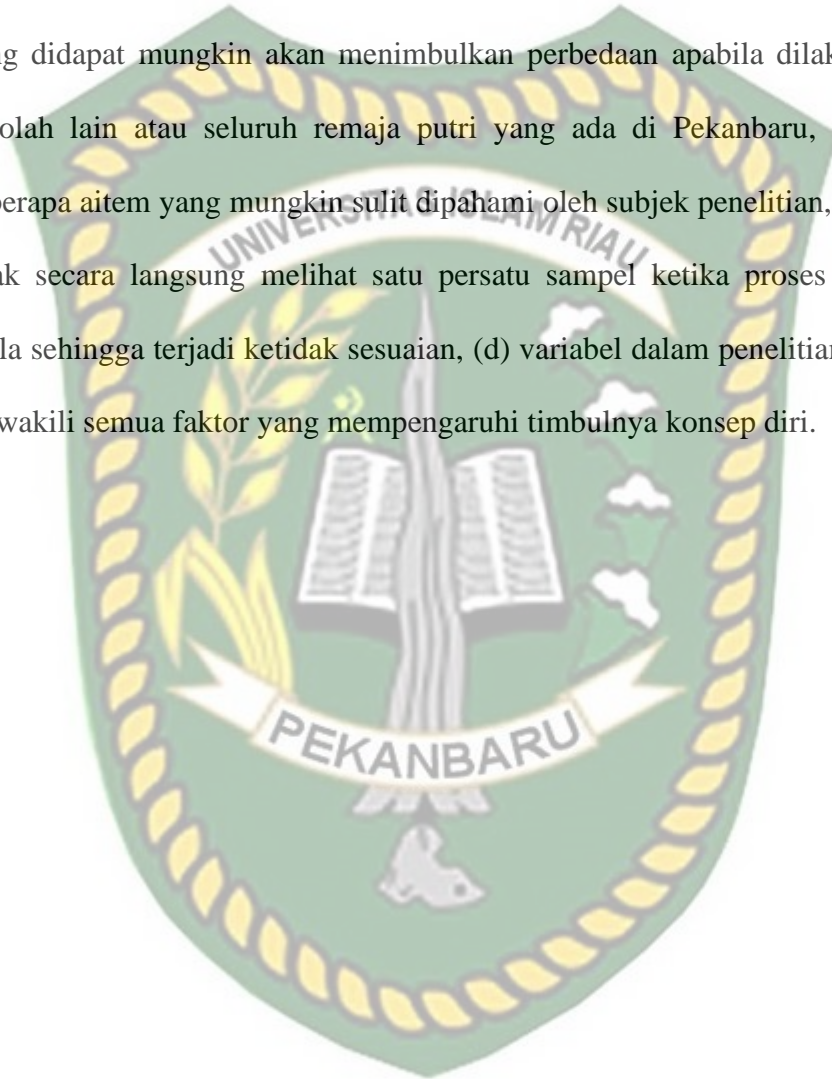 ng didapat mungkin akan menimbulkan perbedaan apabila dilak
olah lain atau seluruh remaja putri yang ada di Pekanbaru,
erapa aitem yang mungkin sulit dipahami oleh subjek penelitian,
UNIVERSITAS ISLAM RIAU
ak secara langsung melihat satu persatu sampel ketika proses
la sehingga terjadi ketidak sesuaian, (d) variabel dalam penelitian
wakili semua faktor yang mempengaruhi timbulnya konsep diri.
PEKANBARU